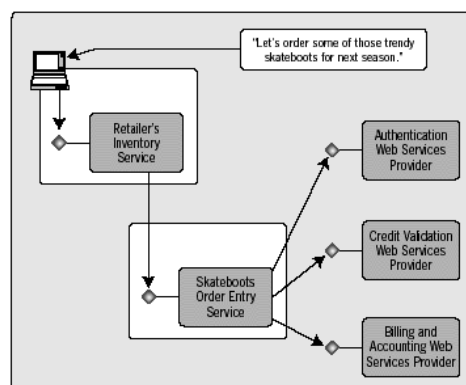 "Let's order some of those trendy
skateboots for next season."
Retailer's
Inventory
Service
Authentication
Web Services
Provider
Credit Validation
Web Services
Provider
Skateboots
Order Entry
Service
Billing and
Accounting Web
Services Provider